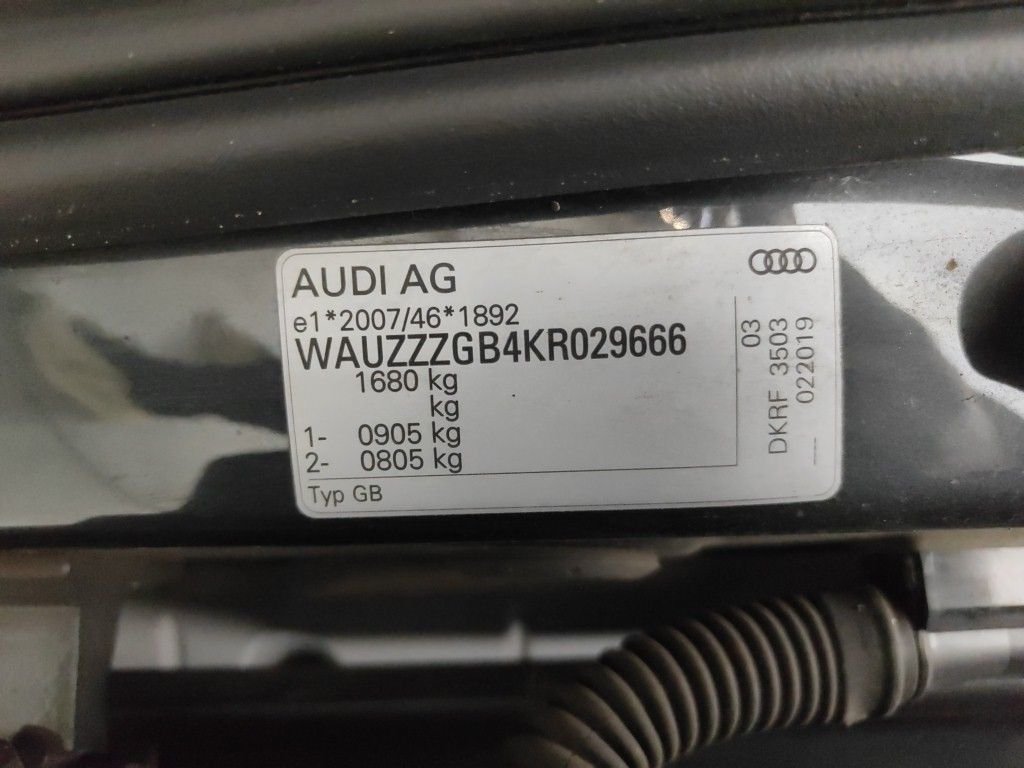 AUDI AG
e1*2007/46*1892
WAUZZZGB4KR029666
1680 kg
kg
1- 0905 kg
2- 0805 kg
Typ GB
03
DKRF 3503
022019